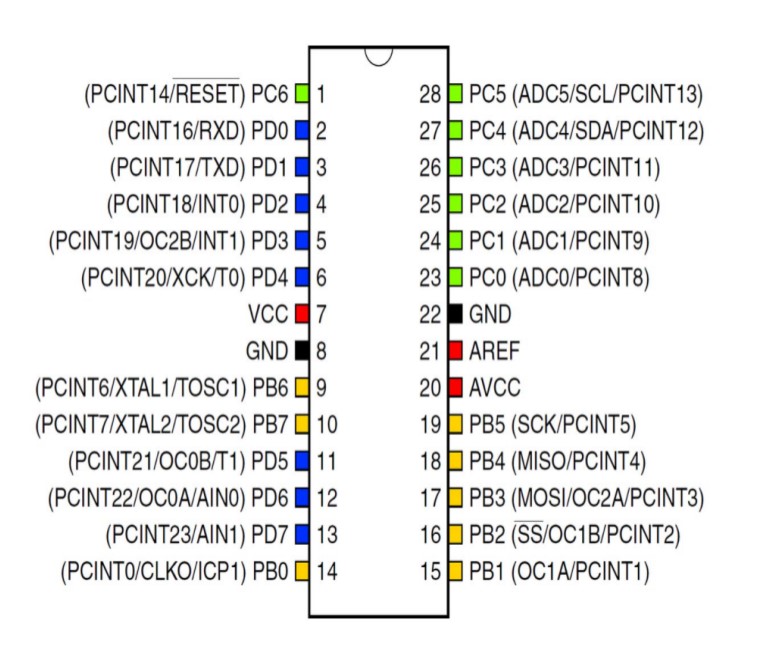 (PCINT14/RESET) PC6 1 28 PC5 (ADC5/SCL/PCINT13)
(PCINT16/RXD) PD0 2 27 PC4 (ADC4/SDA/PCINT12)
(PCINT17/TXD) PD1 3 26 PC3 (ADC3/PCINT11)
(PCINT18/INT0) PD2 4 25 PC2 (ADC2/PCINT10)
(PCINT19/OC2B/INT1) PD3 5 24 PC1 (ADC1/PCINT9)
(PCINT20/XCK/T0) PD4 6 23 PC0 (ADC0/PCINT8)
VCC 7 22 GND
GND 8 21 AREF
(PCINT6/XTAL1/TOSC1) PB6 9 20 AVCC
(PCINT7/XTAL2/TOSC2) PB7 10 19 PB5 (SCK/PCINT5)
(PCINT21/OC0B/T1) PD5 11 18 PB4 (MISO/PCINT4)
(PCINT22/OC0A/AIN0) PD6 12 17 PB3 (MOSI/OC2A/PCINT3)
(PCINT23/AIN1) PD7 13 16 PB2 (SS/OC1B/PCINT2)
(PCINT0/CLKO/ICP1) PB0 14 15 PB1 (OC1A/PCINT1)